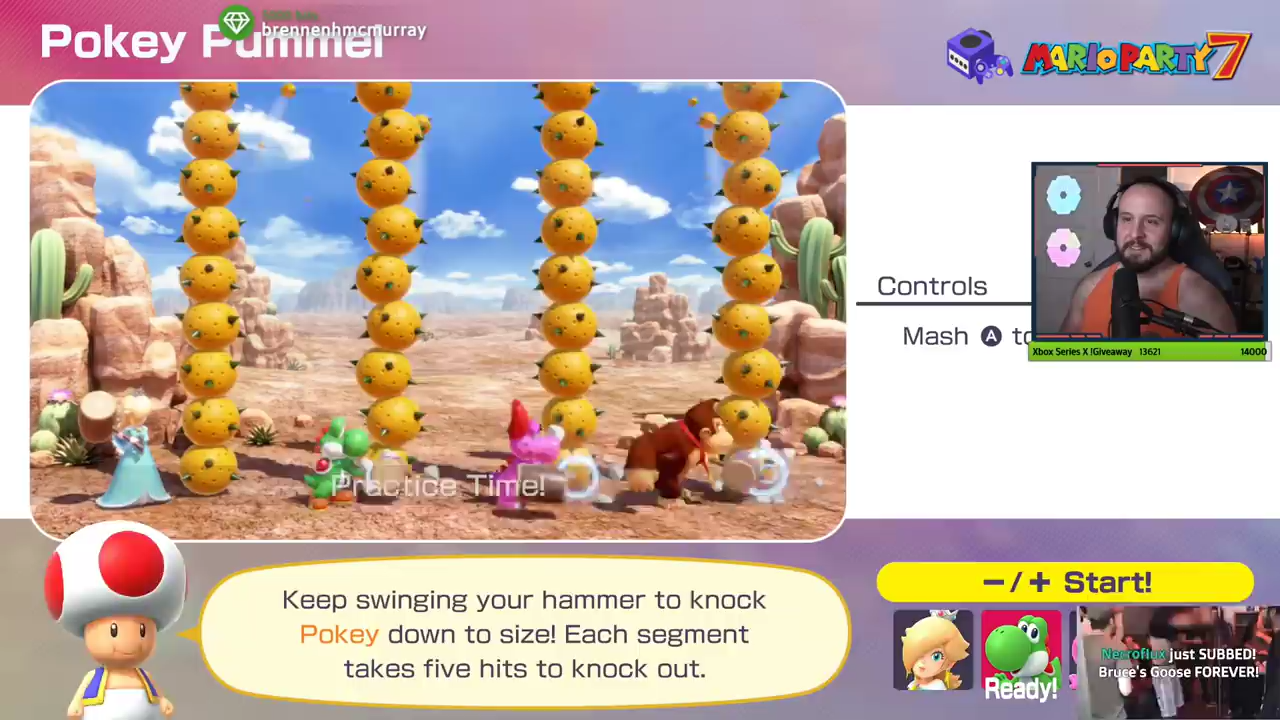 Pokey Pummel
brennenhmcmurray
MARIO PARTY 7
Controls
Mash A to
Xbox Series X !Giveaway 13621 14000
Practice Time!
Keep swinging your hammer to knock
Pokey down to size! Each segment
takes five hits to knock out.
−/+ Start!
Ready!
Necroflux just SUBBED!
Bruce's Goose FOREVER!